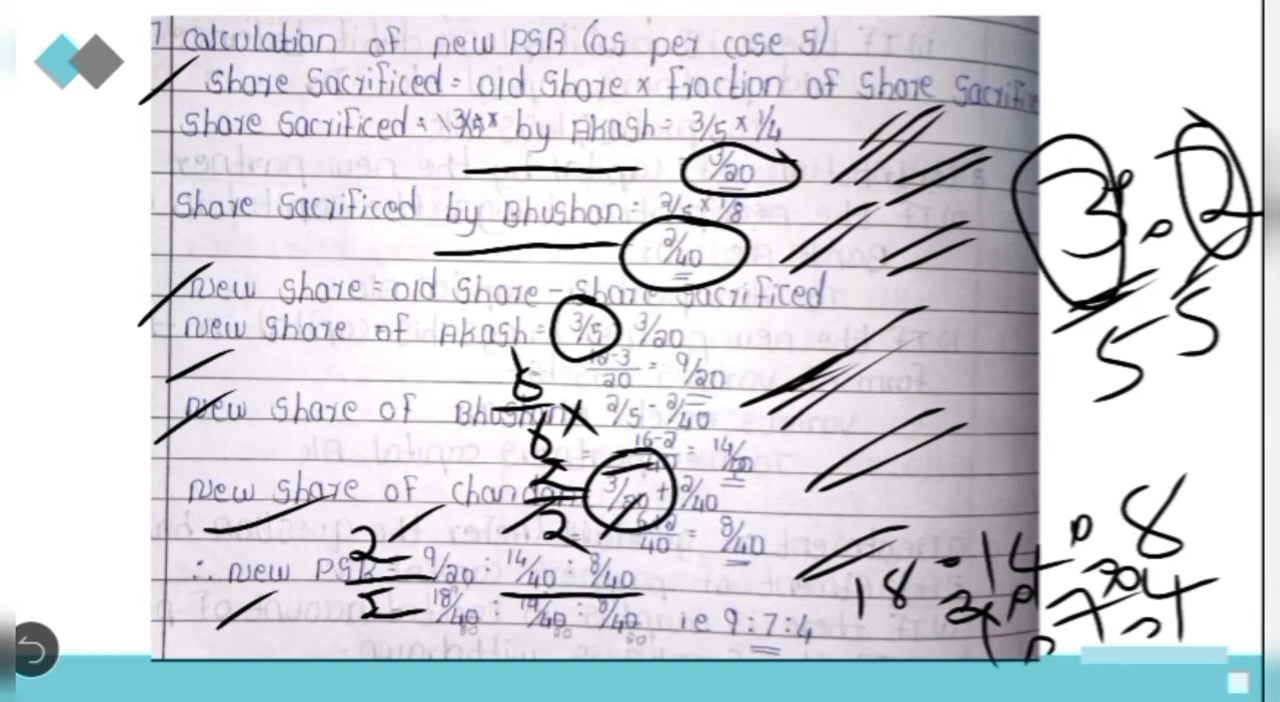 7 calculation of new PSR (as per case 5)
Share Sacrificed = old Share x fraction of Share Sacrifice
Share Sacrificed by Akash = 3/5 x 1/4
3/20
Share Sacrificed by Bhushan = 2/5 x 1/8
2/40
New Share = old Share - Share Sacrificed
New Share of Akash = 3/5 3/20
12-3/20 = 9/20
New Share of Bhushan 2/5 - 2/40
= 16-2/40 = 14/40
New Share of Chandan = 3/20 + 2/40
6+2/40 = 8/40
∴ New PSR = 9/20 : 14/40 : 8/40
18/40 : 14/40 : 8/40 ie 9:7:4
3 : 2
5 5
18 : 14 : 8